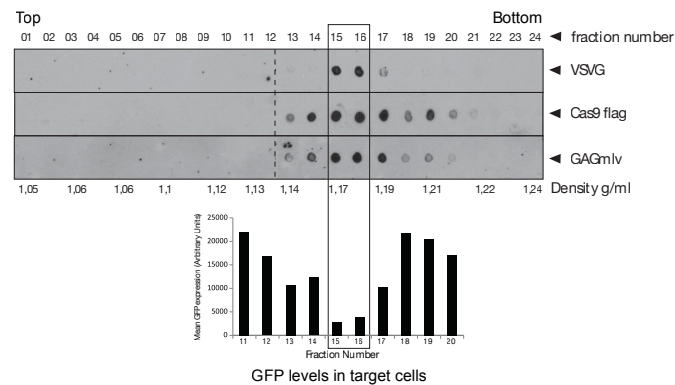 Top Bottom
01 02 03 04 05 06 07 08 09 10 11 12 13 14 15 16 17 18 19 20 21 22 23 24 fraction number
VSVG
Cas9 flag
GAGmlv
1,05 1,06 1,06 1,1 1,12 1,13 1,14 1,17 1,19 1,21 1,22 1,24 Density g/ml
Mean GFP expression (Arbitrary Units)
25000
20000
15000
10000
5000
0
11 12 13 14 15 16 17 18 19 20
Fraction Number
GFP levels in target cells